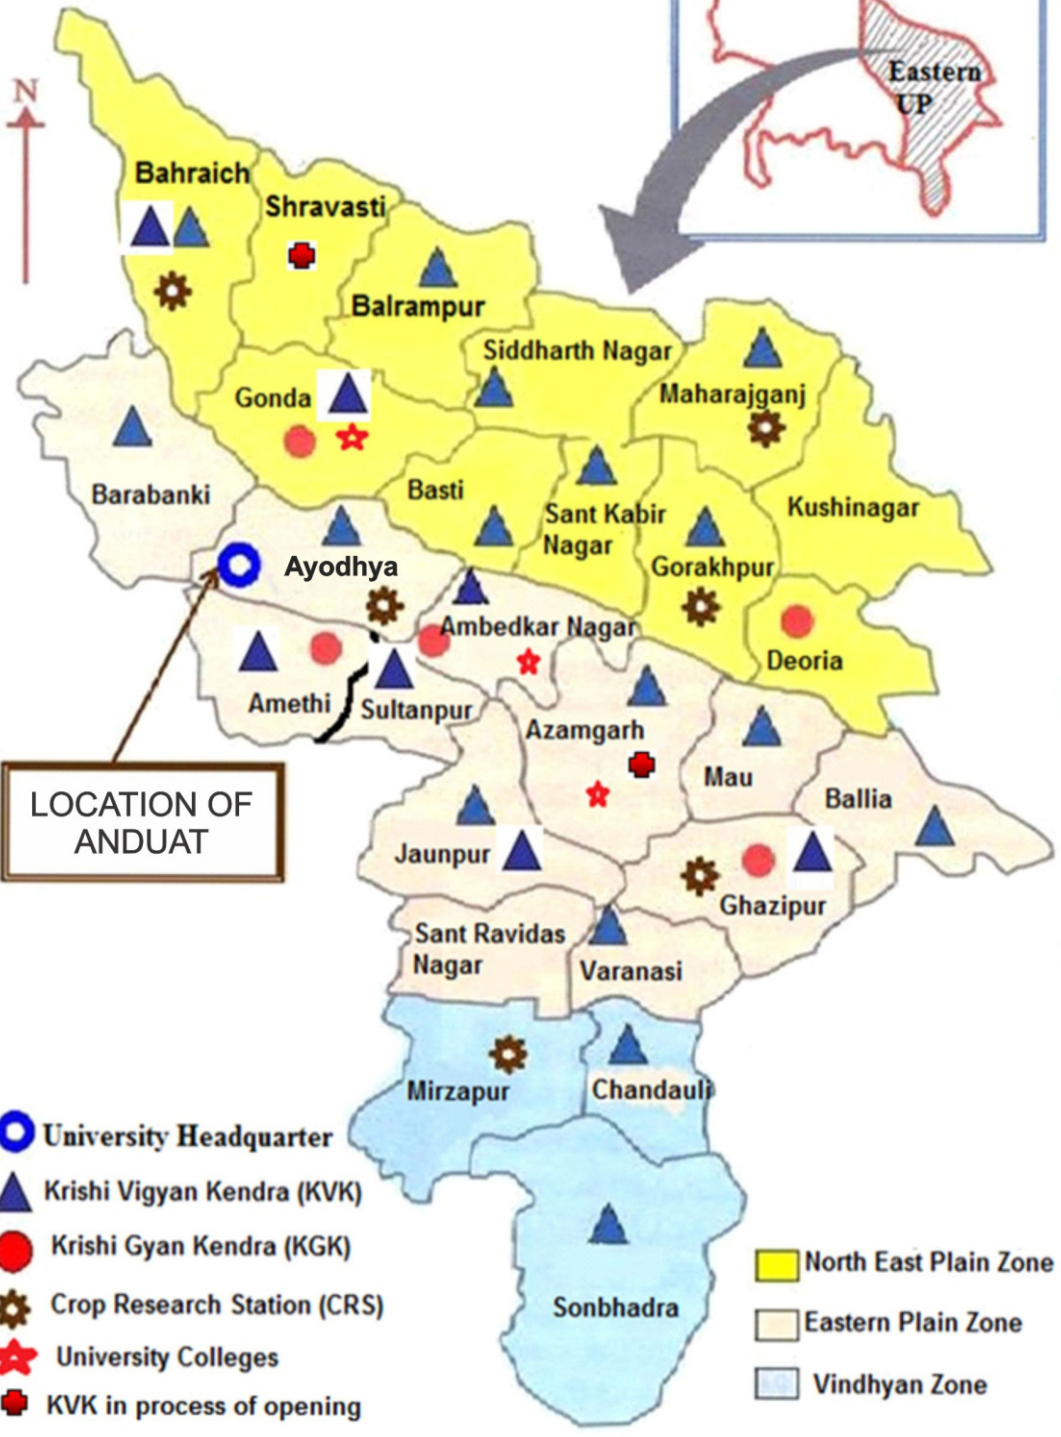 Eastern
UP
N
Bahraich
Shravasti
Balrampur
Siddharth Nagar
Maharajganj
Gonda
Barabanki
Basti
Sant Kabir
Nagar
Kushinagar
Gorakhpur
Ayodhya
Ambedkar Nagar
Deoria
Amethi
Sultanpur
Azamgarh
Mau
Ballia
LOCATION OF
ANDUAT
Jaunpur
Ghazipur
Sant Ravidas
Nagar
Varanasi
Mirzapur
Chandauli
Sonbhadra
University Headquarter
Krishi Vigyan Kendra (KVK)
Krishi Gyan Kendra (KGK)
Crop Research Station (CRS)
University Colleges
KVK in process of opening
North East Plain Zone
Eastern Plain Zone
Vindhyan Zone